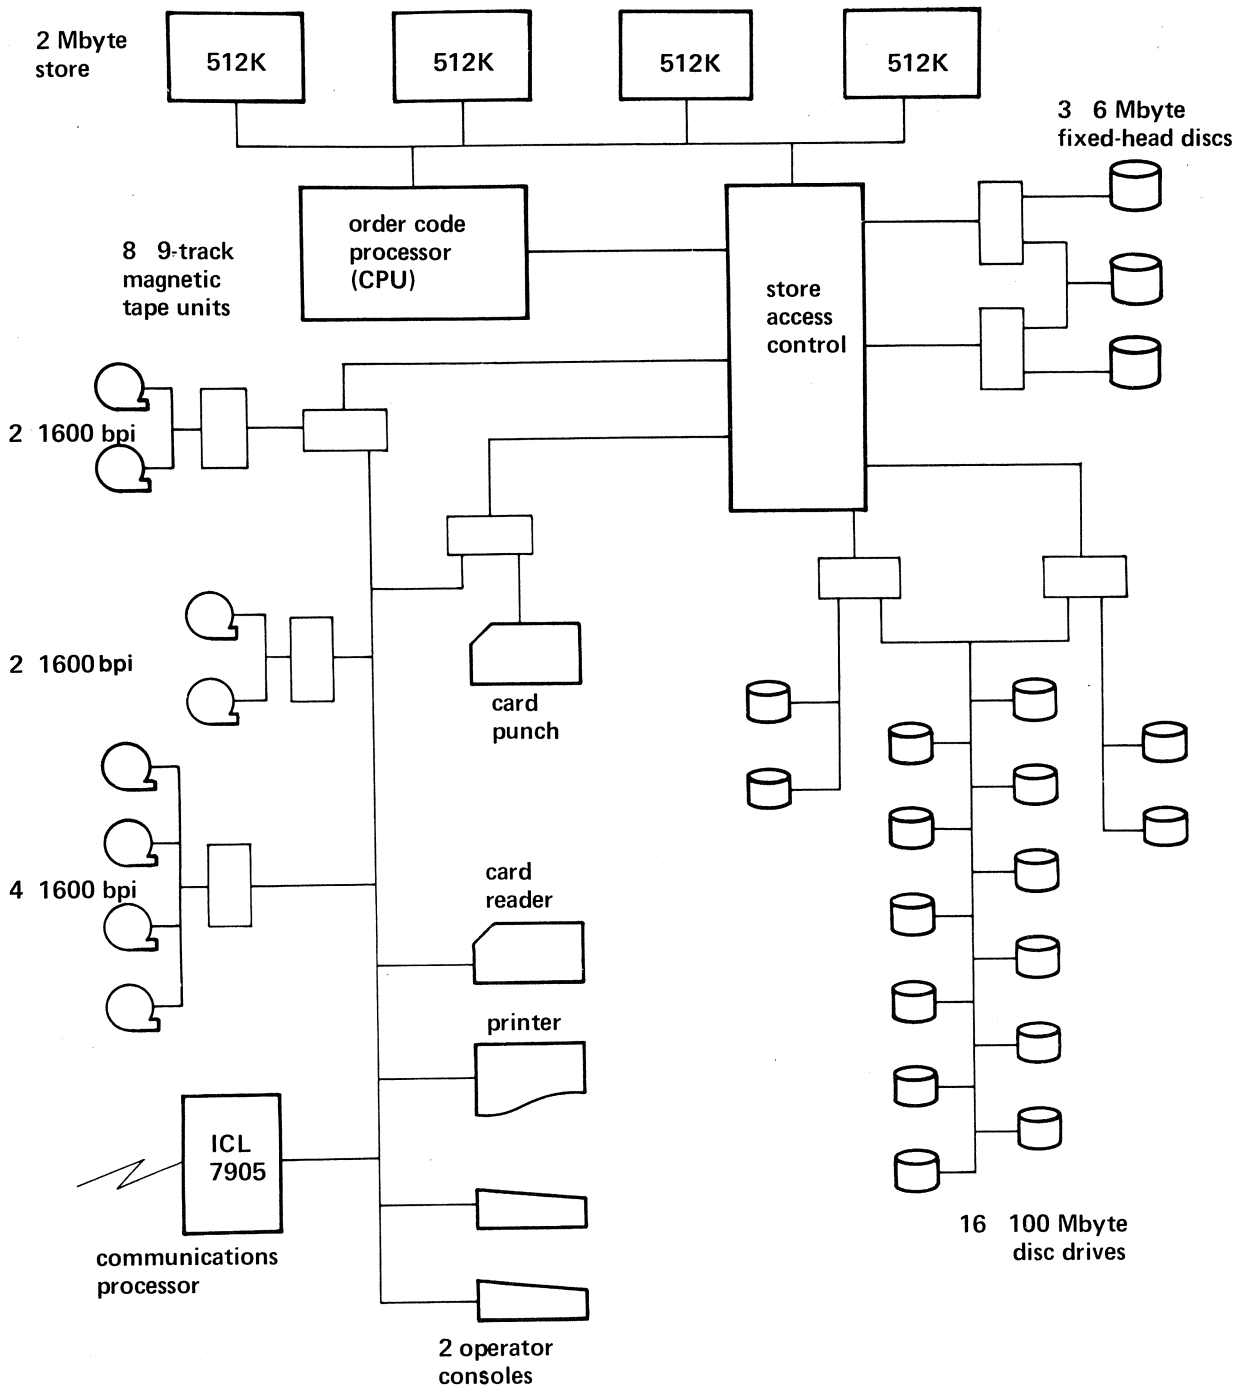 2 Mbyte
store
512K
512K
512K
512K
3 6 Mbyte
fixed-head discs
order code
processor
(CPU)
8 9-track
magnetic
tape units
store
access
control
2 1600 bpi
2 1600 bpi
card
punch
4 1600 bpi
card
reader
printer
ICL
7905
communications
processor
16 100 Mbyte
disc drives
2 operator
consoles